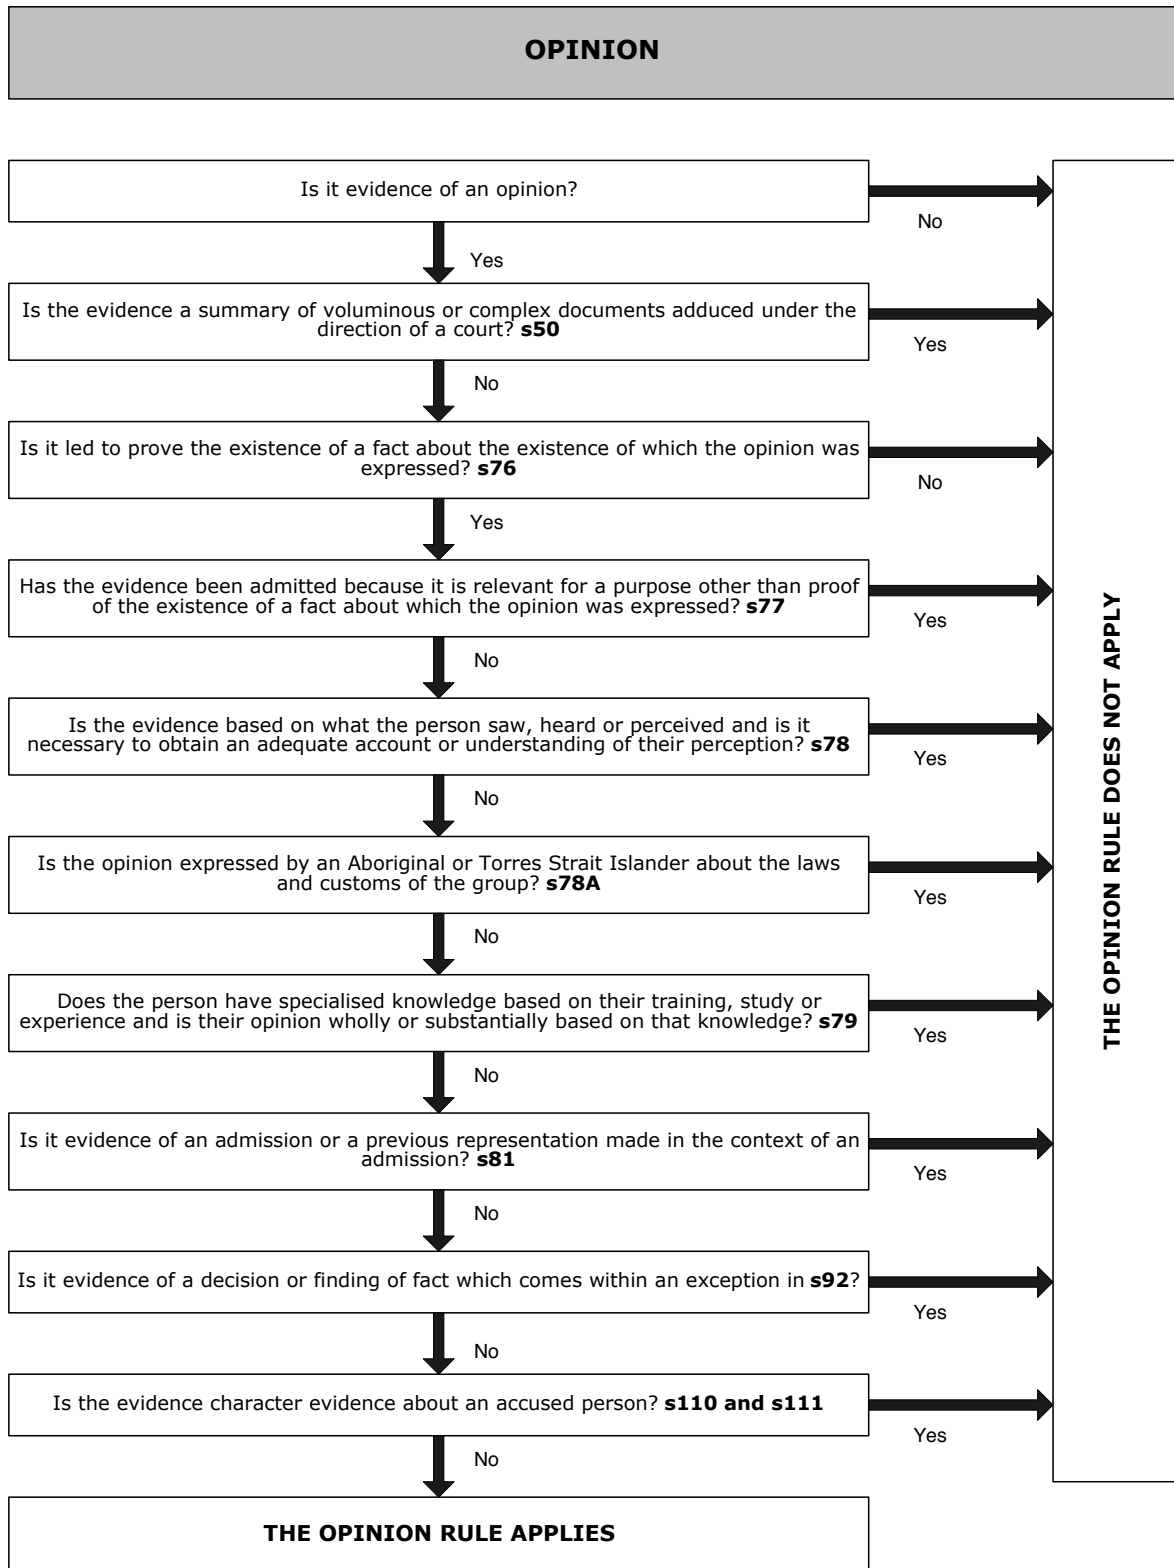 OPINION
Is it evidence of an opinion?
No
Yes
Is the evidence a summary of voluminous or complex documents adduced under the
direction of a court? s50
Yes
No
Is it led to prove the existence of a fact about the existence of which the opinion was
expressed? s76
No
Yes
Has the evidence been admitted because it is relevant for a purpose other than proof
of the existence of a fact about which the opinion was expressed? s77
Yes
No
Is the evidence based on what the person saw, heard or perceived and is it
necessary to obtain an adequate account or understanding of their perception? s78
Yes
No
Is the opinion expressed by an Aboriginal or Torres Strait Islander about the laws
and customs of the group? s78A
Yes
No
Does the person have specialised knowledge based on their training, study or
experience and is their opinion wholly or substantially based on that knowledge? s79
Yes
No
Is it evidence of an admission or a previous representation made in the context of an
admission? s81
Yes
No
Is it evidence of a decision or finding of fact which comes within an exception in s92?
Yes
No
Is the evidence character evidence about an accused person? s110 and s111
Yes
No
THE OPINION RULE APPLIES
THE OPINION RULE DOES NOT APPLY